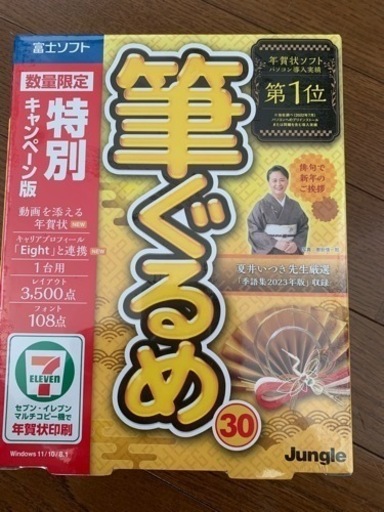 富士ソフト
数量限定
特別
キャンペーン版
動画を添える
年賀状 NEW
キャリアプロフィール
「Eight」と連携 NEW
1台用
レイアウト
3,500点
フォント
108点
7
ELEVEN
セブン‐イレブン
マルチコピー機で
年賀状印刷
Windows 11/10/8.1
年賀状ソフト
パソコン導入実績
第1位
筆ぐるめ
30
俳句で
新年の
ご挨拶
夏井いつき先生厳選
「季語集2023年版」収録
Jungle